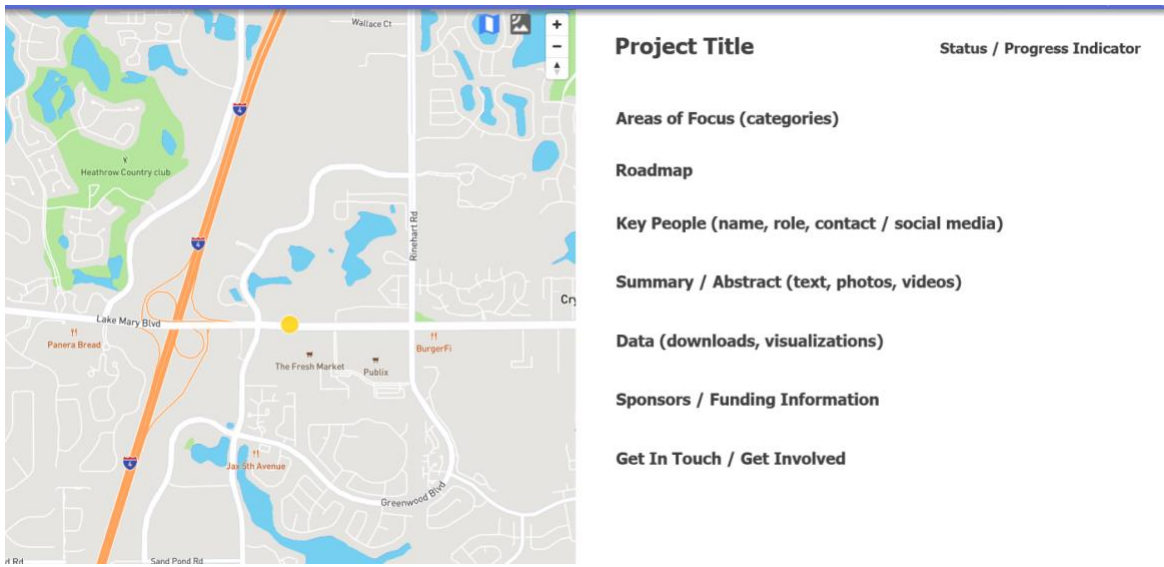 Wallace Ct
+
−
4
Heathrow Country club
4
Rinehart Rd
Lake Mary Blvd
Panera Bread
BurgerFi
The Fresh Market
Publix
Jax 5th Avenue
4
Greenwood Blvd
Sand Pond Rd
Project Title
Status / Progress Indicator
Areas of Focus (categories)
Roadmap
Key People (name, role, contact / social media)
Summary / Abstract (text, photos, videos)
Data (downloads, visualizations)
Sponsors / Funding Information
Get In Touch / Get Involved